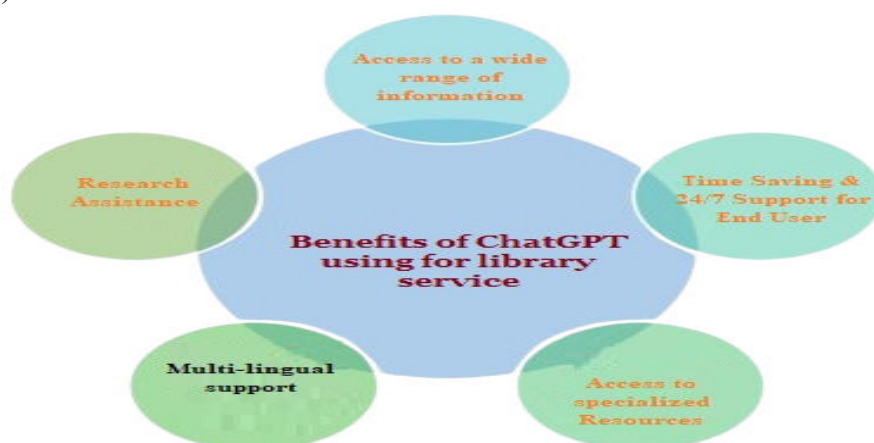 )
Access to a wide
range of
information
Research
Assistance
Time Saving &
24/7 Support for
End User
Benefits of ChatGPT
using for library
service
Multi-lingual
support
Access to
specialized
Resources